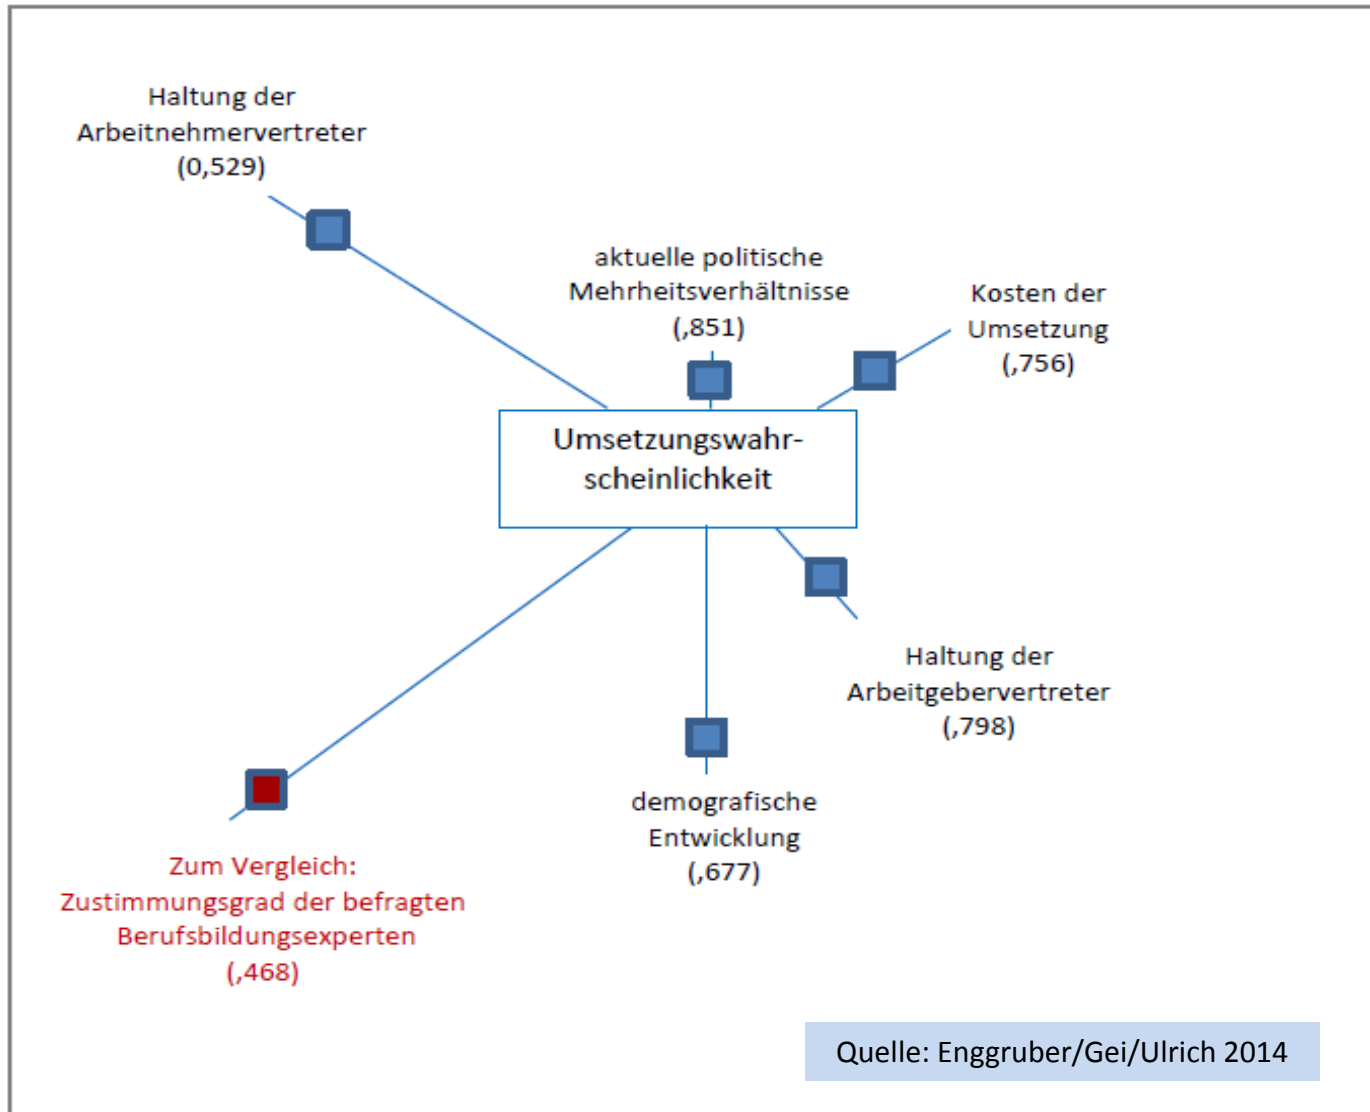 Haltung der
Arbeitnehmervertreter
(0,529)
aktuelle politische
Mehrheitsverhältnisse
(,851)
Kosten der
Umsetzung
(,756)
Umsetzungswahr-
scheinlichkeit
Haltung der
Arbeitgebervertreter
(,798)
demografische
Entwicklung
(,677)
Zum Vergleich:
Zustimmungsgrad der befragten
Berufsbildungsexperten
(,468)
Quelle: Enggruber/Gei/Ulrich 2014